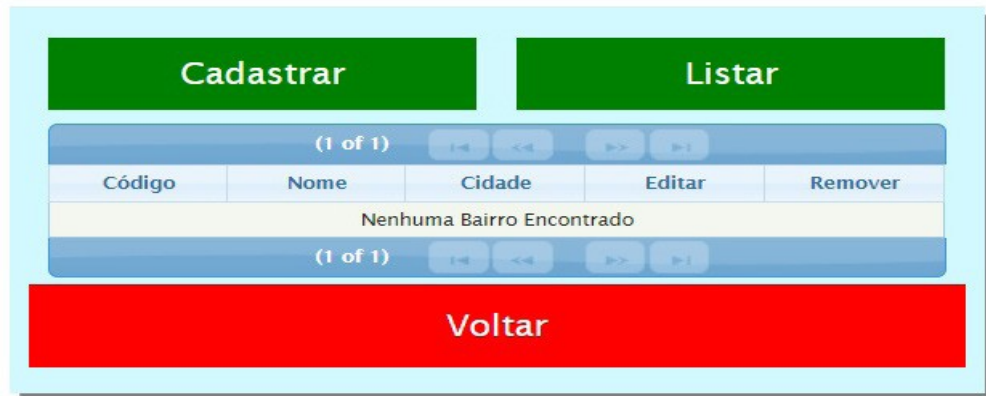 Cadastrar Listar
(1 of 1)
Código Nome Cidade Editar Remover
Nenhuma Bairro Encontrado
(1 of 1)
Voltar